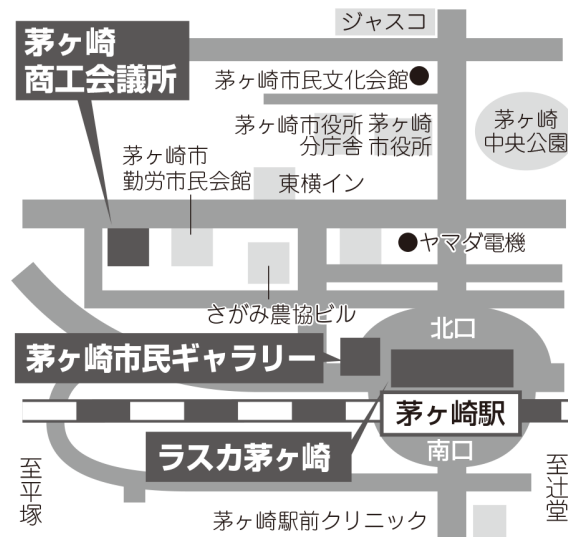 ジャスコ
茅ヶ崎
商工会議所
茅ヶ崎市民文化会館
茅ヶ崎市役所
分庁舎
茅ヶ崎
市役所
茅ヶ崎
中央公園
茅ヶ崎市
勤労市民会館
東横イン
ヤマダ電機
さがみ農協ビル
北口
茅ヶ崎市民ギャラリー
茅ヶ崎駅
ラスカ茅ヶ崎
南口
至平塚
至辻堂
茅ヶ崎駅前クリニック